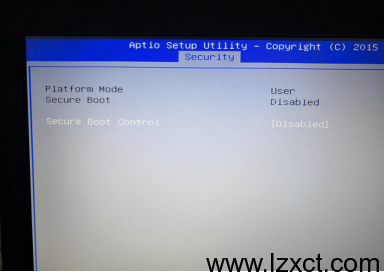 Aptio Setup Utility - Copyright (C) 2015
Security
Platform Mode User
Secure Boot Disabled
Secure Boot Control [Disabled]
www.lzxct.com